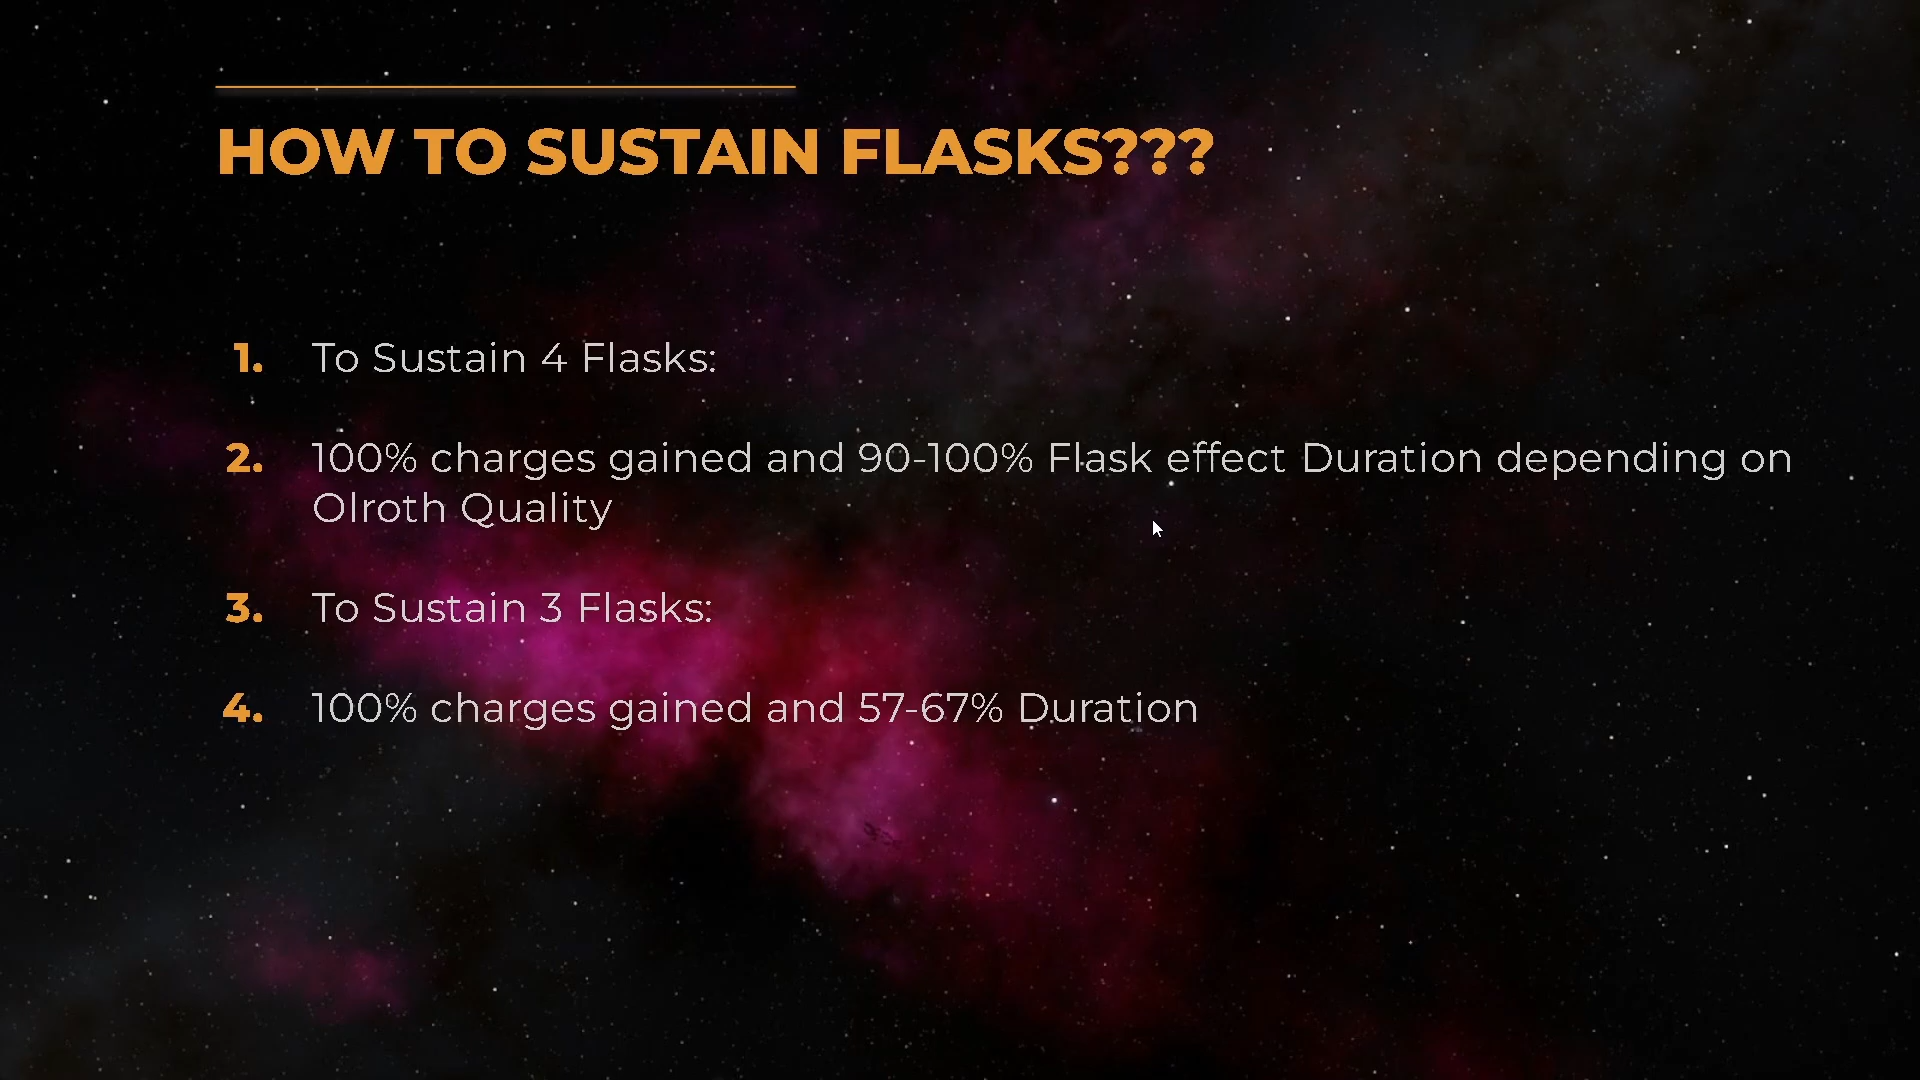 HOW TO SUSTAIN FLASKS???
1. To Sustain 4 Flasks:
2. 100% charges gained and 90-100% Flask effect Duration depending on
Olroth Quality
3. To Sustain 3 Flasks:
4. 100% charges gained and 57-67% Duration